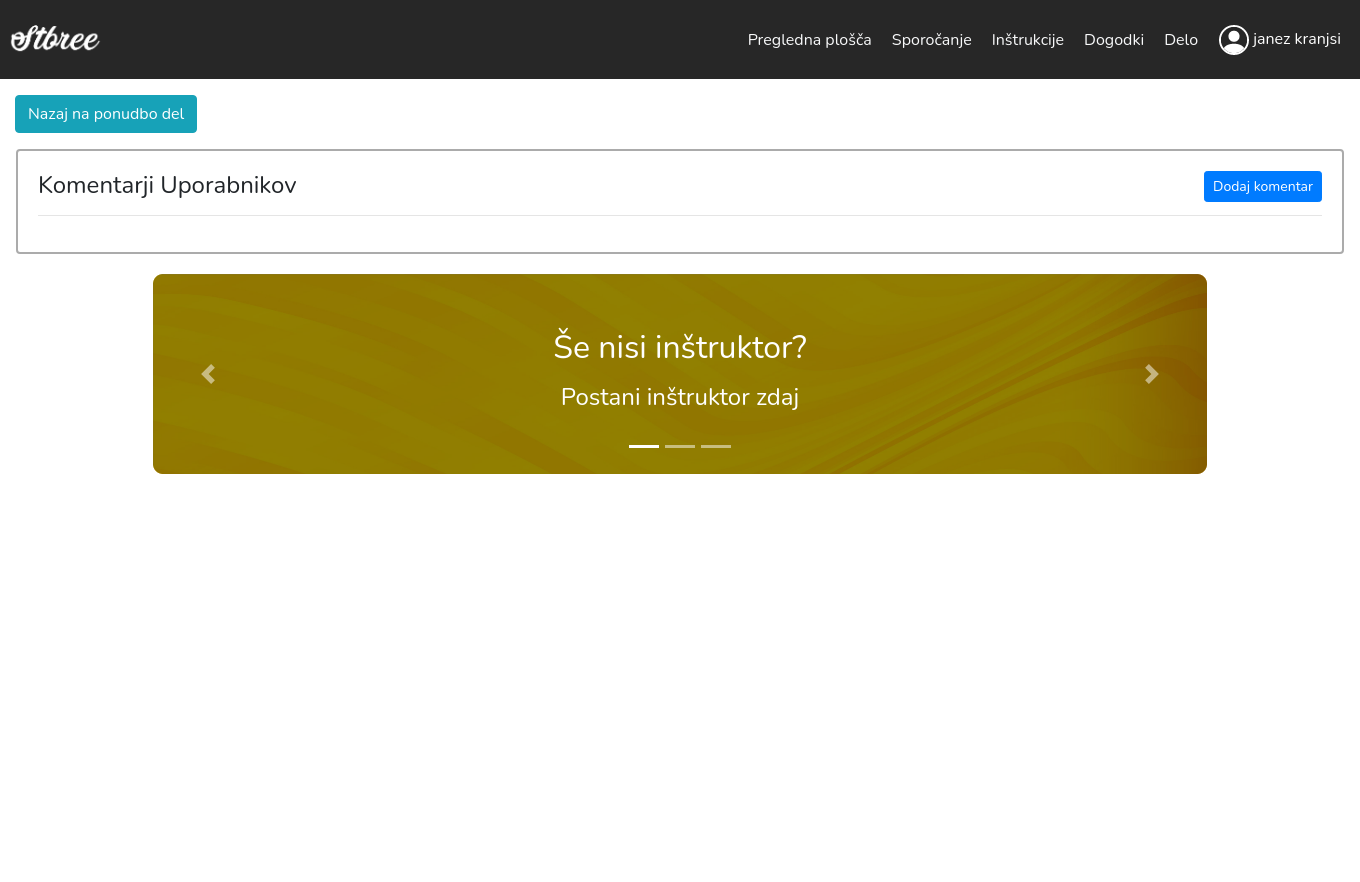 Stbree
Pregledna plošča Sporočanje Inštrukcije Dogodki Delo janez kranjsi
Nazaj na ponudbo del
Komentarji Uporabnikov
Dodaj komentar
Še nisi inštruktor?
Postani inštruktor zdaj